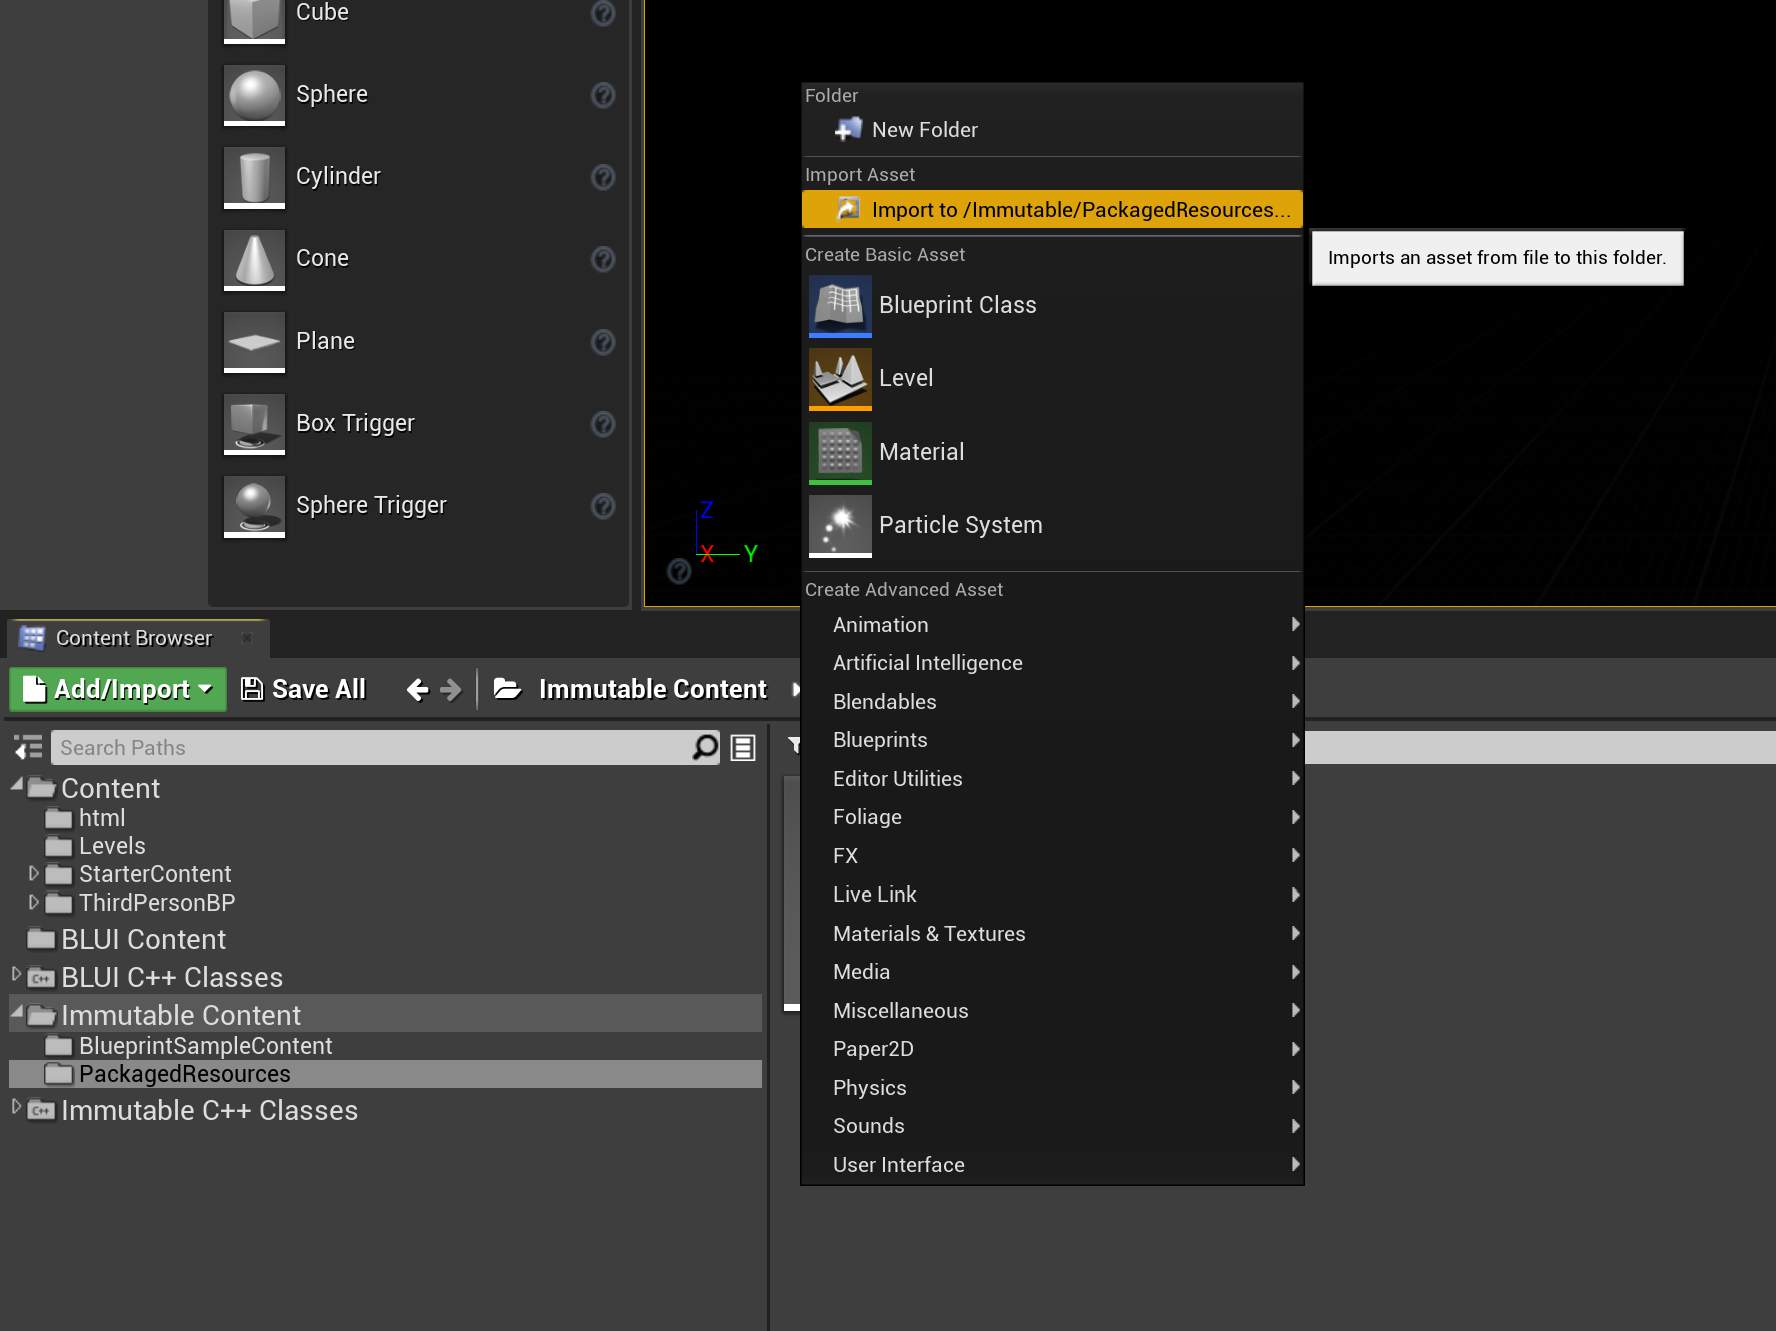 Cube
Sphere
Cylinder
Cone
Plane
Box Trigger
Sphere Trigger
Z
X
Y
Folder
New Folder
Import Asset
Import to /Immutable/PackagedResources...
Imports an asset from file to this folder.
Create Basic Asset
Blueprint Class
Level
Material
Particle System
Create Advanced Asset
Animation
Artificial Intelligence
Blendables
Blueprints
Editor Utilities
Foliage
FX
Live Link
Materials & Textures
Media
Miscellaneous
Paper2D
Physics
Sounds
User Interface
Content Browser
Add/Import
Save All
Immutable Content
Search Paths
Content
html
Levels
StarterContent
ThirdPersonBP
BLUI Content
C++ BLUI C++ Classes
Immutable Content
BlueprintSampleContent
PackagedResources
C++ Immutable C++ Classes